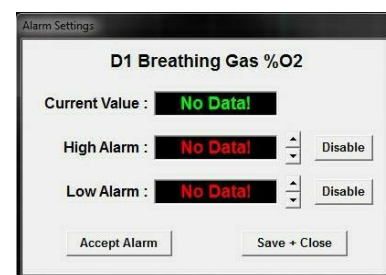 Alarm Settings
D1 Breathing Gas %O2
Current Value : No Data!
High Alarm : No Data! Disable
Low Alarm : No Data! Disable
Accept Alarm Save + Close